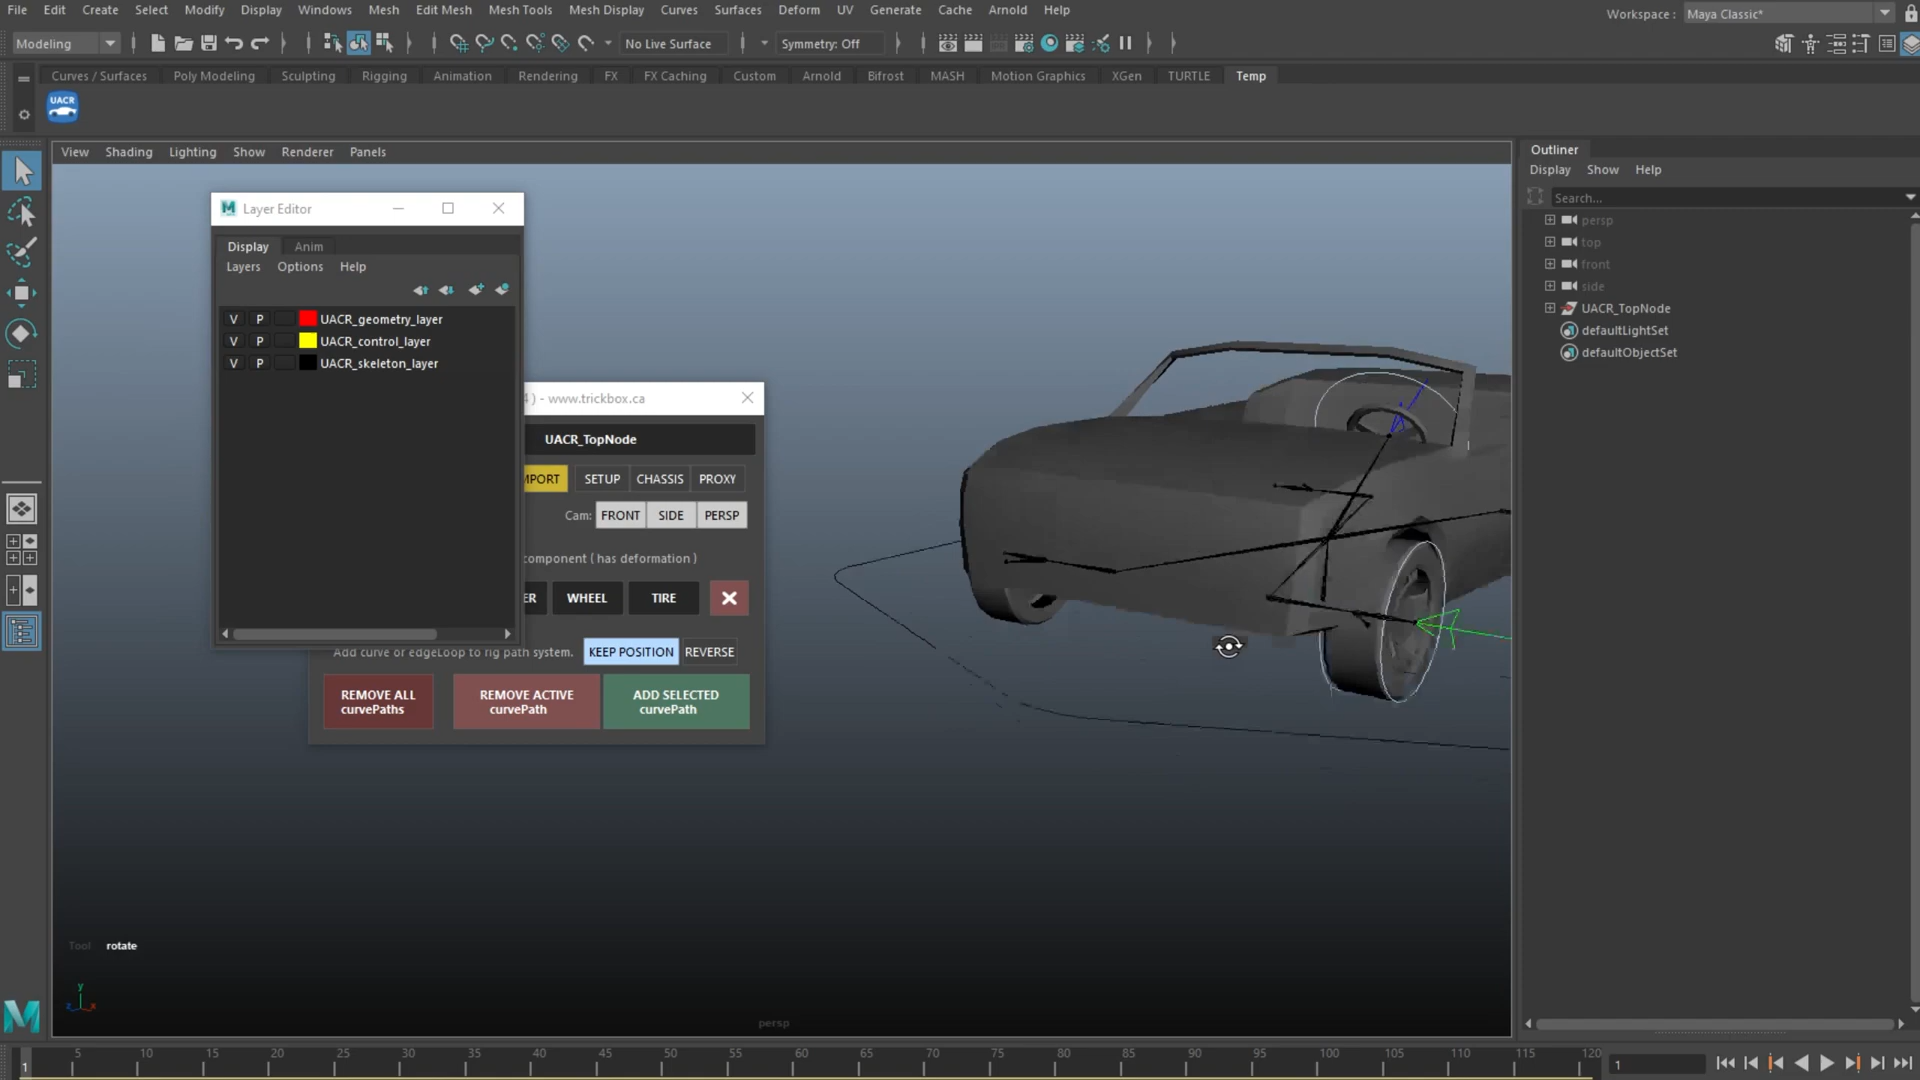 File Edit Create Select Modify Display Windows Mesh Edit Mesh Mesh Tools Mesh Display Curves Surfaces Deform UV Generate Cache Arnold Help
Workspace : Maya Classic*
Modeling No Live Surface Symmetry: Off
Curves / Surfaces Poly Modeling Sculpting Rigging Animation Rendering FX FX Caching Custom Arnold Bifrost MASH Motion Graphics XGen TURTLE Temp
UACR
View Shading Lighting Show Renderer Panels
Outliner
Display Show Help
Search...
persp
top
front
side
UACR_TopNode
defaultLightSet
defaultObjectSet
Layer Editor
Display Anim
Layers Options Help
V P UACR_geometry_layer
V P UACR_control_layer
V P UACR_skeleton_layer
) - www.trickbox.ca
UACR_TopNode
MPORT SETUP CHASSIS PROXY
Cam: FRONT SIDE PERSP
component ( has deformation )
ER WHEEL TIRE
Add curve or edgeLoop to rig path system. KEEP POSITION REVERSE
REMOVE ALL
curvePaths
REMOVE ACTIVE
curvePath
ADD SELECTED
curvePath
Tool rotate
y
z x
persp
5 10 15 20 25 30 35 40 45 50 55 60 65 70 75 80 85 90 95 100 105 110 115 120
1
1